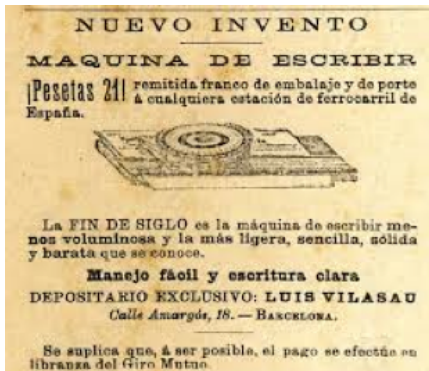 NUEVO INVENTO
MAQUINA DE ESCRIBIR
¡Pesetas 21! remitida franco de embalaje y de porte
á cualquiera estación de ferrocarril de
España.
La FIN DE SIGLO es la máquina de escribir me-
nos voluminosa y la más ligera, sencilla, sólida
y barata que se conoce.
Manejo fácil y escritura clara
DEPOSITARIO EXCLUSIVO: LUIS VILASAU
Calle Amargós, 18. — BARCELONA.
Se suplica que, á ser posible, el pago se efectúe en
libranza del Giro Mutuo